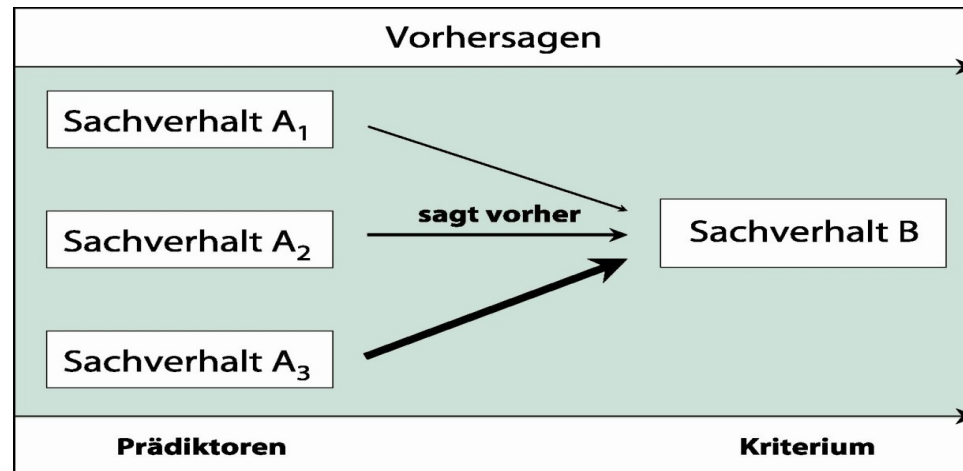 Vorhersagen
Sachverhalt A₁
Sachverhalt A₂
sagt vorher
Sachverhalt B
Sachverhalt A₃
Prädiktoren
Kriterium